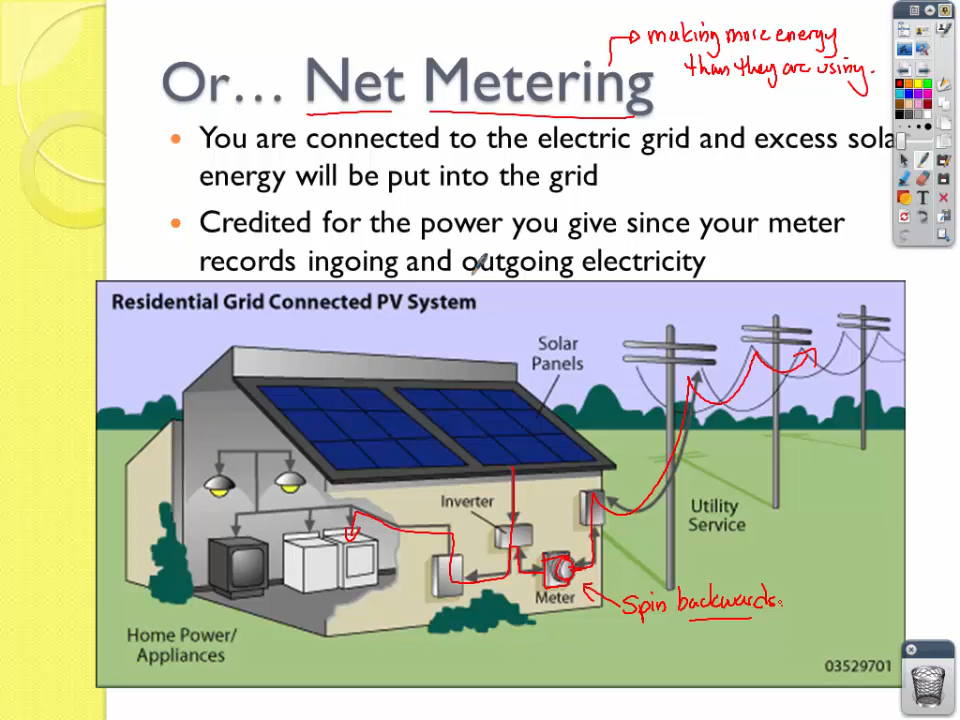 making more energy
than they are using.
Or... Net Metering
You are connected to the electric grid and excess sola
energy will be put into the grid
Credited for the power you give since your meter
records ingoing and outgoing electricity
Residential Grid Connected PV System
Solar
Panels
Inverter
Utility
Service
Meter
Spin backwards.
Home Power/
Appliances
03529701